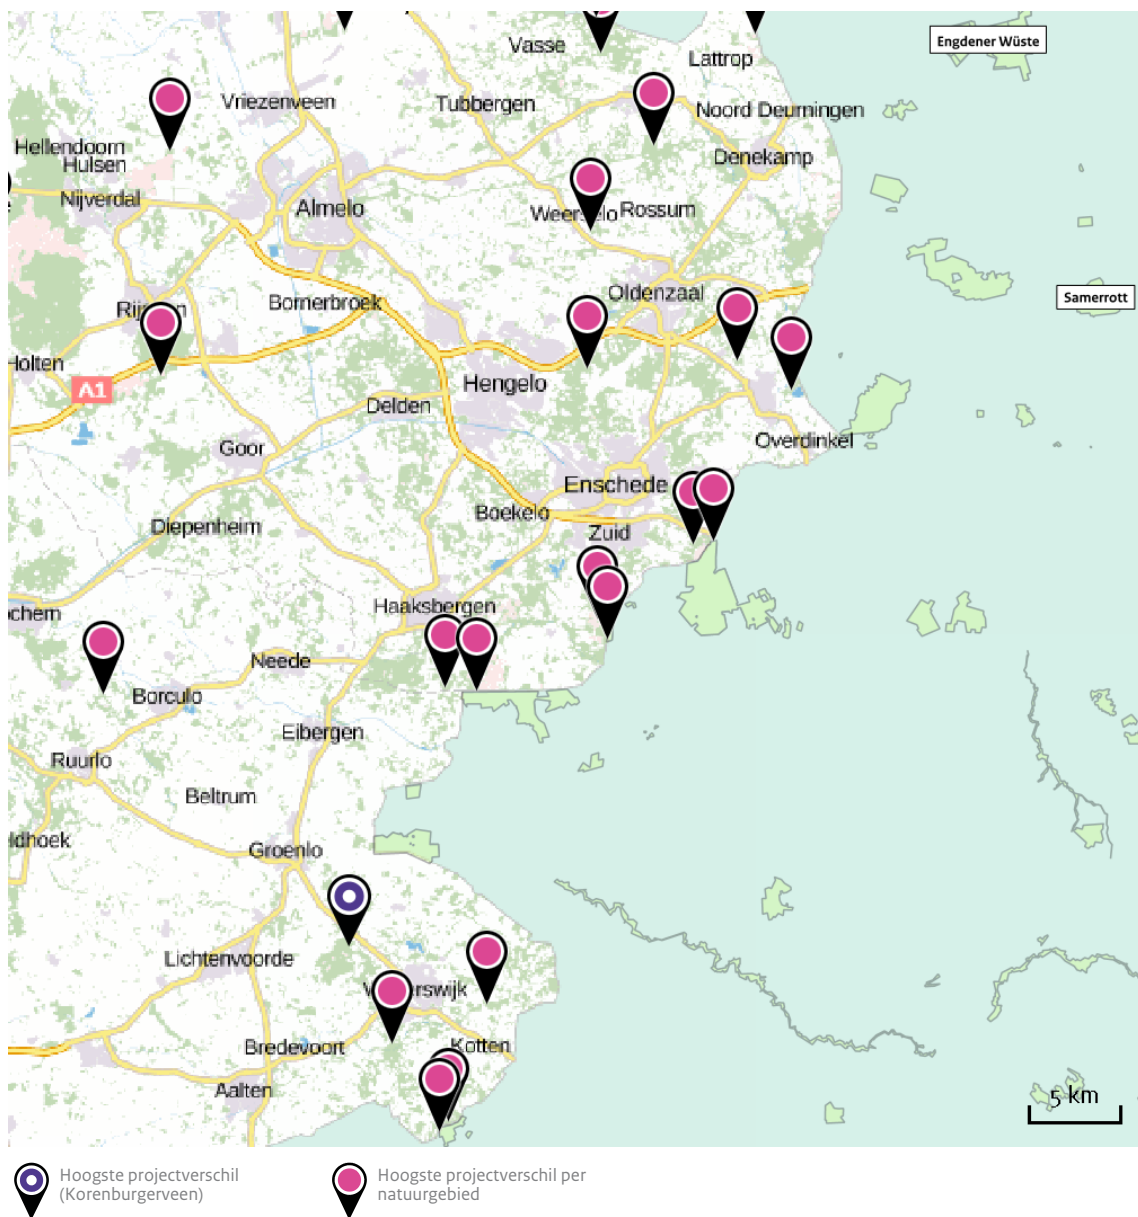 Engdener Wüste
Vasse
Lattrop
Vriezenveen
Tubbergen
Noord Deurningen
Hellendoorn
Hulsen
Denekamp
Nijverdal
Almelo
Rossum
Oldenzaal
Samerrott
Bornerbroek
Holten
Hengelo
A1
Delden
Overdinkel
Goor
Enschede
Boekelo
Diepenheim
Zuid
Haaksbergen
ochem
Neede
Borculo
Eibergen
Ruurlo
Beltrum
ldhoek
Groenlo
Lichtenvoorde
Kotten
Bredevoort
Aalten
5 km
Hoogste projectverschil
(Korenburgerveen)
Hoogste projectverschil per
natuurgebied